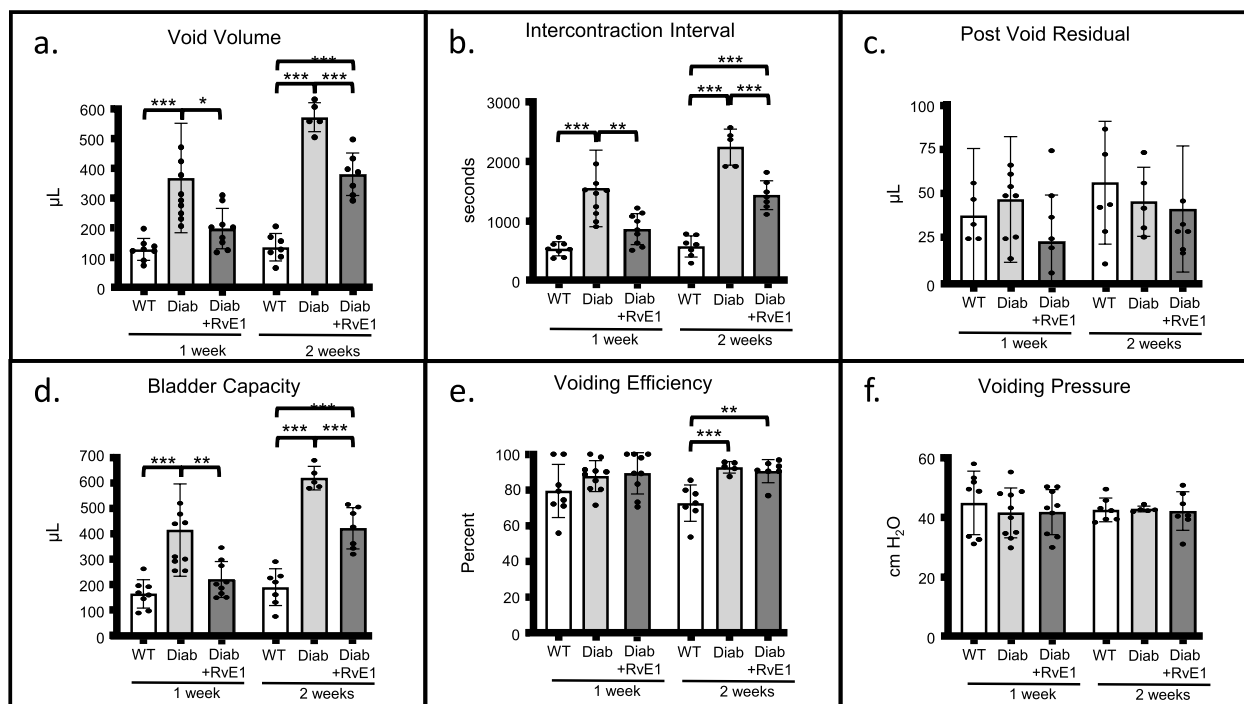 a.
Void Volume
***
*** ***
*** *
600
500
400
300
200
100
0
µL
WT Diab Diab
+RvE1
WT Diab Diab
+RvE1
1 week 2 weeks
b.
Intercontraction Interval
***
*** ***
*** **
3000
2000
1000
0
seconds
WT Diab Diab
+RvE1
WT Diab Diab
+RvE1
1 week 2 weeks
c.
Post Void Residual
100
75
50
25
0
µL
WT Diab Diab
+RvE1
WT Diab Diab
+RvE1
1 week 2 weeks
d.
Bladder Capacity
***
*** ***
*** **
700
600
500
400
300
200
100
0
µL
WT Diab Diab
+RvE1
WT Diab Diab
+RvE1
1 week 2 weeks
e.
Voiding Efficiency
**
***
100
80
60
40
20
0
Percent
WT Diab Diab
+RvE1
WT Diab Diab
+RvE1
1 week 2 weeks
f.
Voiding Pressure
60
40
20
0
cm H₂O
WT Diab Diab
+RvE1
WT Diab Diab
+RvE1
1 week 2 weeks